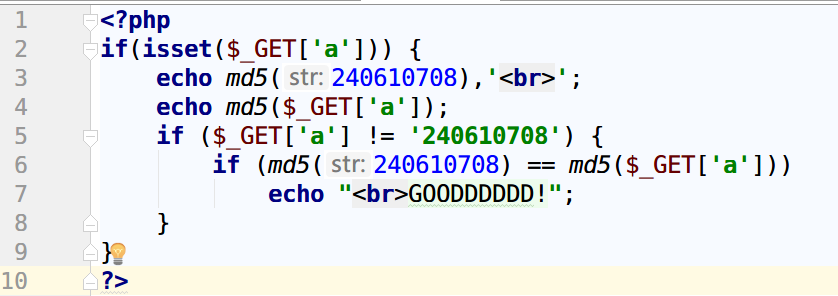 1 <?php
2 if(isset($_GET['a'])) {
3 echo md5( str: 240610708),'<br>';
4 echo md5($_GET['a']);
5 if ($_GET['a'] != '240610708') {
6 if (md5( str: 240610708) == md5($_GET['a']))
7 echo "<br>GOODDDDDD!";
8 }
9 }
10 ?>